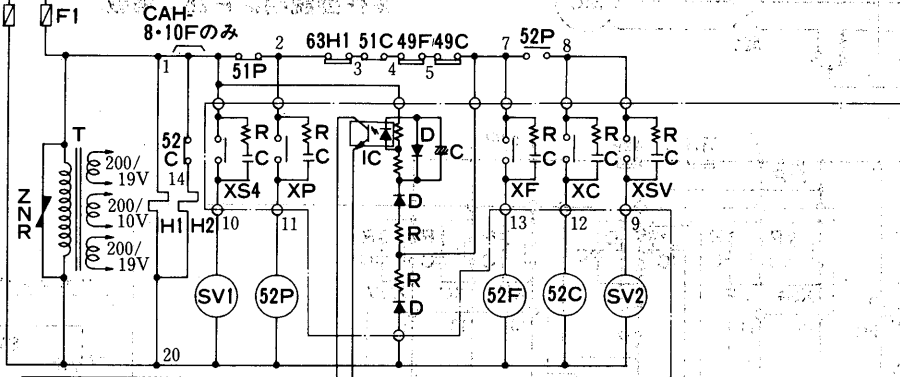 F1
CAH-
8・10Fのみ
1
51P
2
63H1
3
51C
4
49F
5
49C
7
52P
8
T
200/
19V
200/
10V
200/
19V
ZNR
52
C
14
H1
H2
R
C
XS4
R
C
XP
IC
D
C
D
R
R
D
R
C
XF
R
C
XC
R
C
XSV
10
11
13
12
9
SV1
52P
52F
52C
SV2
20